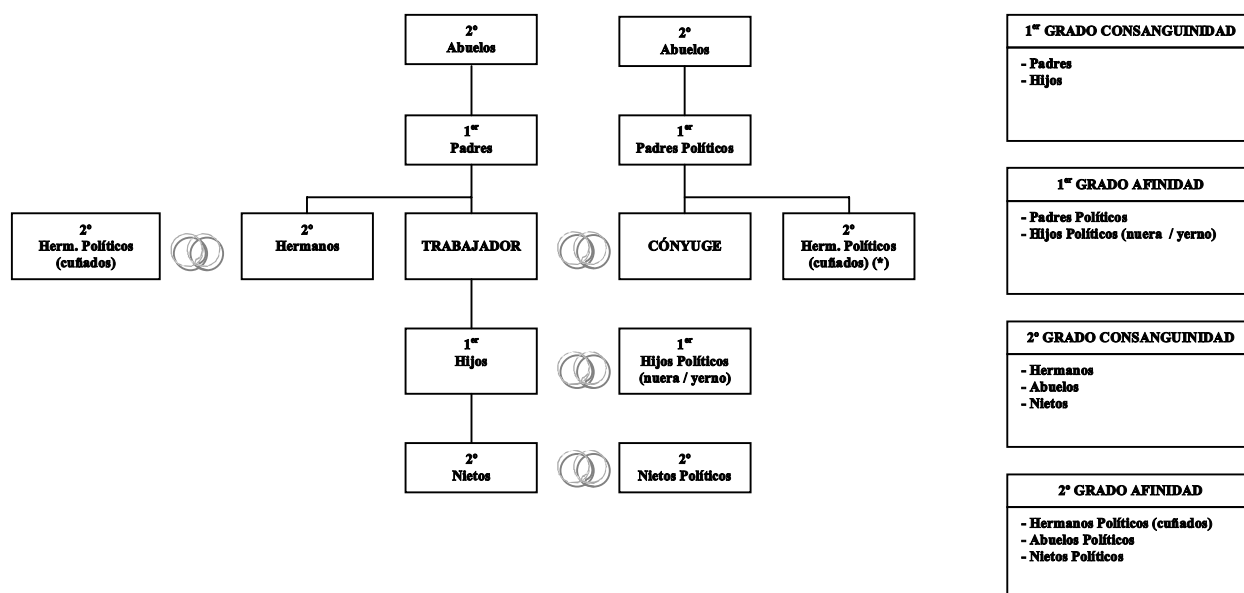 2º
Abuelos
2º
Abuelos
1er
Padres
1er
Padres Políticos
2º
Herm. Políticos
(cuñados)
2º
Hermanos
TRABAJADOR
CÓNYUGE
2º
Herm. Políticos
(cuñados) (*)
1er
Hijos
1er
Hijos Políticos
(nuera / yerno)
2º
Nietos
2º
Nietos Políticos
1er GRADO CONSANGUINIDAD
- Padres
- Hijos
1er GRADO AFINIDAD
- Padres Políticos
- Hijos Políticos (nuera / yerno)
2º GRADO CONSANGUINIDAD
- Hermanos
- Abuelos
- Nietos
2º GRADO AFINIDAD
- Hermanos Políticos (cuñados)
- Abuelos Políticos
- Nietos Políticos